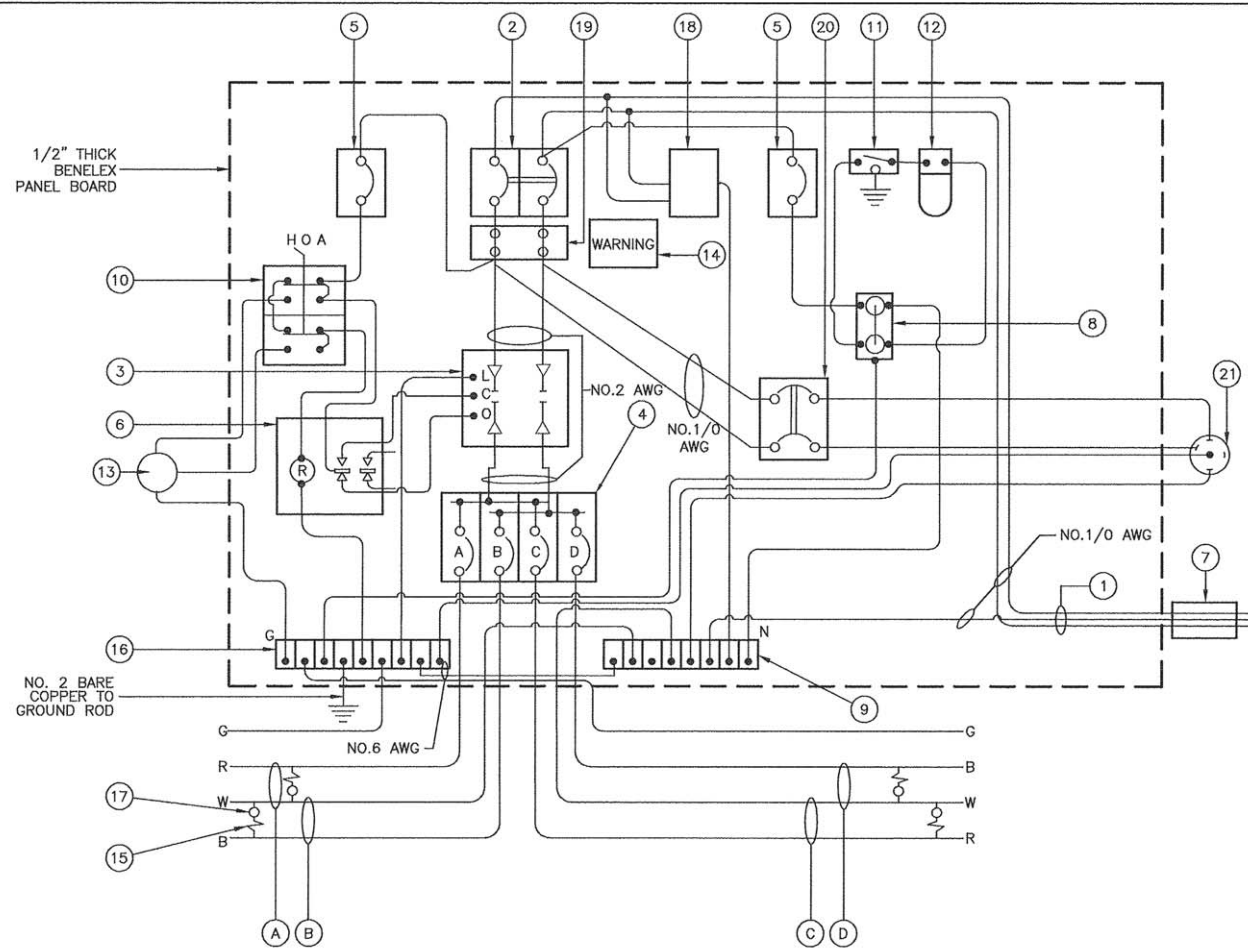 5 2 19 18 5 20 11 12
1/2" THICK
BENELEX
PANEL BOARD
H O A
WARNING
14
10
8
3
L
C
O
NO.2 AWG
NO.1/0
AWG
4
21
6
R
13
A B C D
NO.1/0 AWG
7
1
G
N
16
NO. 2 BARE
COPPER TO
GROUND ROD
9
G
G
NO.6 AWG
R
B
17
W
W
15
B
R
A B C D